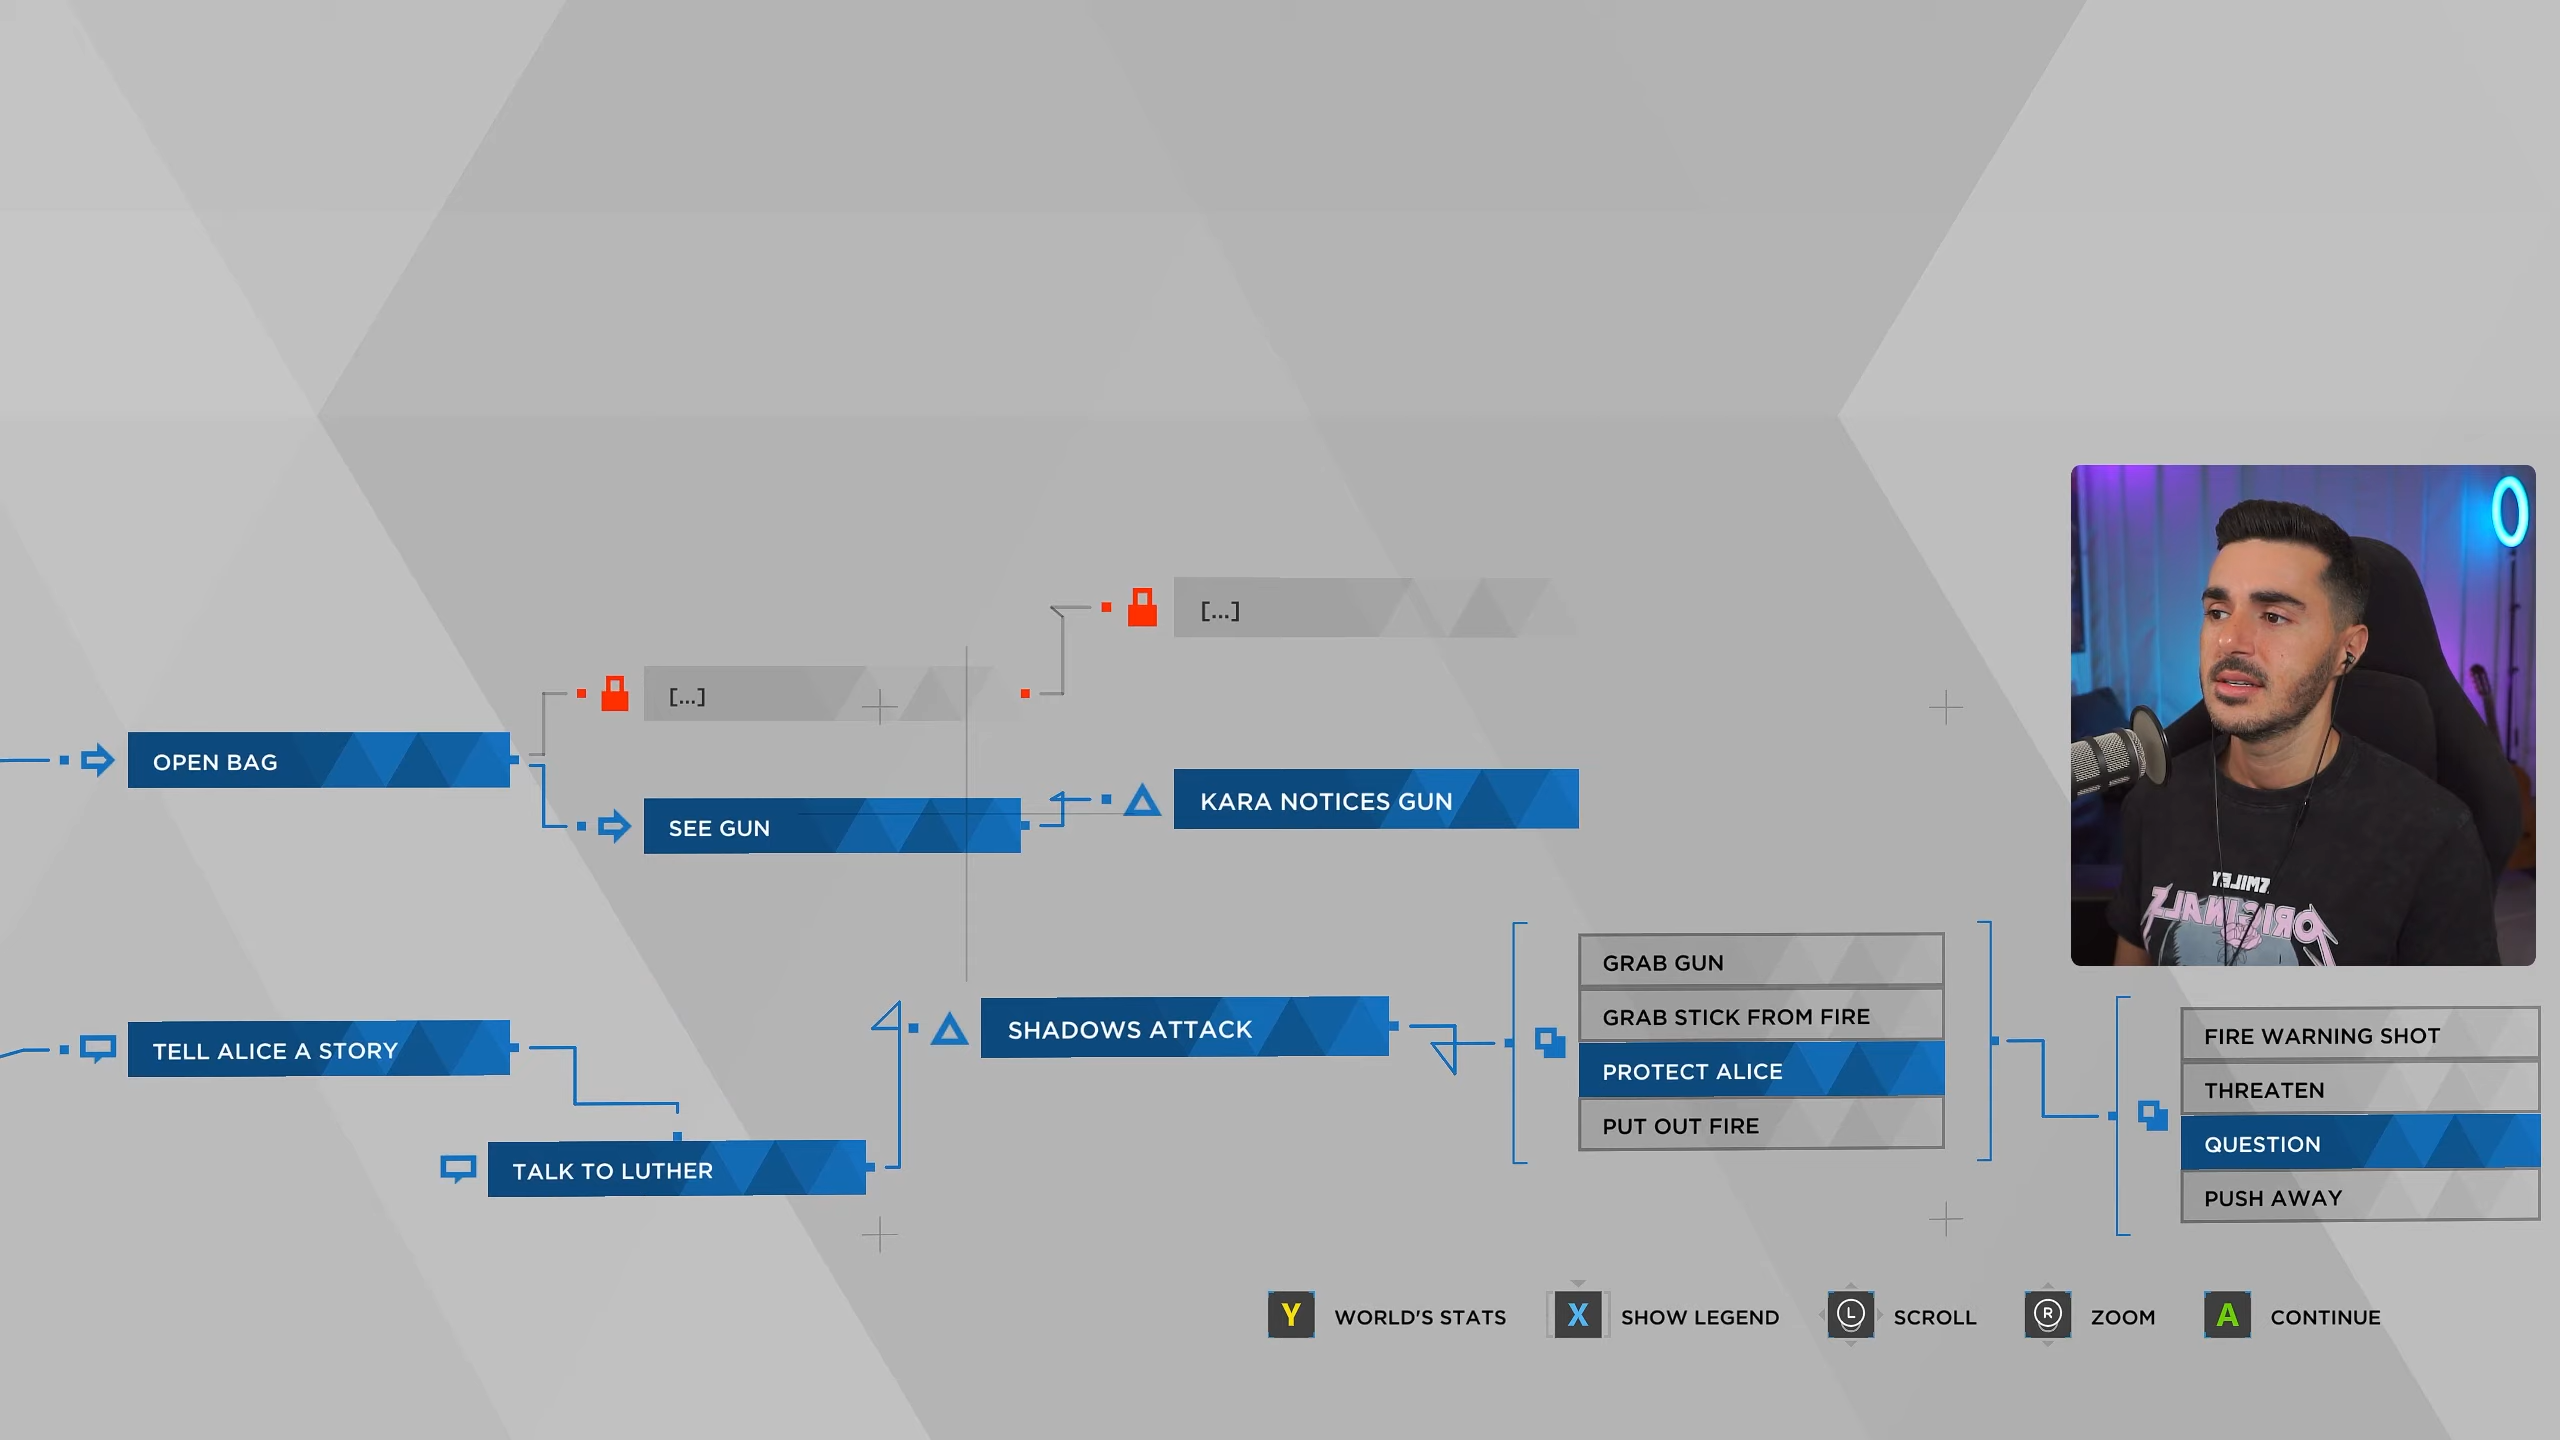 [...]
[...]
OPEN BAG
SEE GUN
KARA NOTICES GUN
TELL ALICE A STORY
TALK TO LUTHER
SHADOWS ATTACK
GRAB GUN
GRAB STICK FROM FIRE
PROTECT ALICE
PUT OUT FIRE
FIRE WARNING SHOT
THREATEN
QUESTION
PUSH AWAY
SMILEY
ORIGINALS
Y WORLD'S STATS
X SHOW LEGEND
L SCROLL
R ZOOM
A CONTINUE